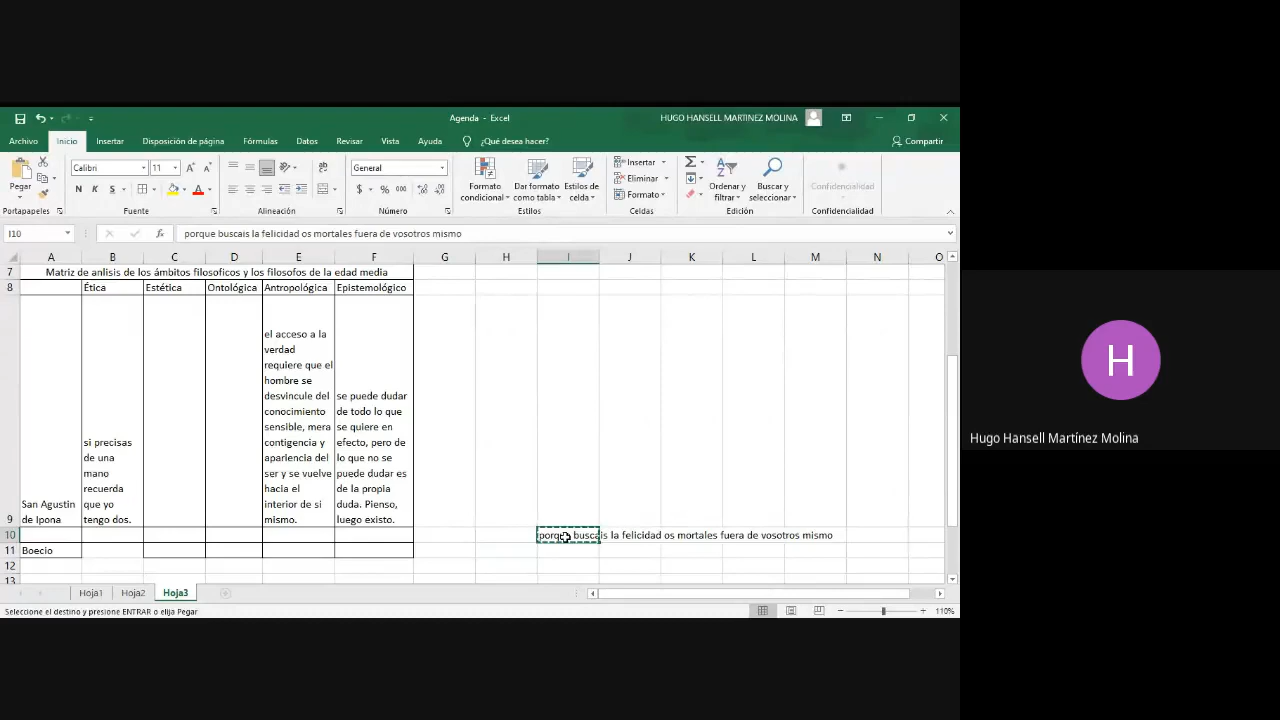 Agenda - Excel
HUGO HANSELL MARTINEZ MOLINA
Archivo Inicio Insertar Disposición de página Fórmulas Datos Revisar Vista Ayuda ¿Qué desea hacer? Compartir
Pegar
Calibri 11
N K S
General
$ % 000
Formato condicional
Dar formato como tabla
Estilos de celda
Insertar
Eliminar
Formato
Ordenar y filtrar
Buscar y seleccionar
Confidencialidad
Portapapeles Fuente Alineación Número Estilos Celdas Edición Confidencialidad
I10 fx porque buscais la felicidad os mortales fuera de vosotros mismo
A B C D E F G H I J K L M N O
7 Matriz de anlisis de los ámbitos filosoficos y los filosofos de la edad media
8 Ética Estética Ontológica Antropológica Epistemológico
9
San Agustin
de Ipona
si precisas
de una
mano
recuerda
que yo
tengo dos.
el acceso a la
verdad
requiere que el
hombre se
desvincule del
conocimiento
sensible, mera
contigencia y
apariencia del
ser y se vuelve
hacia el
interior de si
mismo.
se puede dudar
de todo lo que
se quiere en
efecto, pero de
lo que no se
puede dudar es
de la propia
duda. Pienso,
luego existo.
10 porque buscais la felicidad os mortales fuera de vosotros mismo
11 Boecio
12
13
Hoja1 Hoja2 Hoja3
Seleccione el destino y presione ENTRAR o elija Pegar
110%
H
Hugo Hansell Martínez Molina